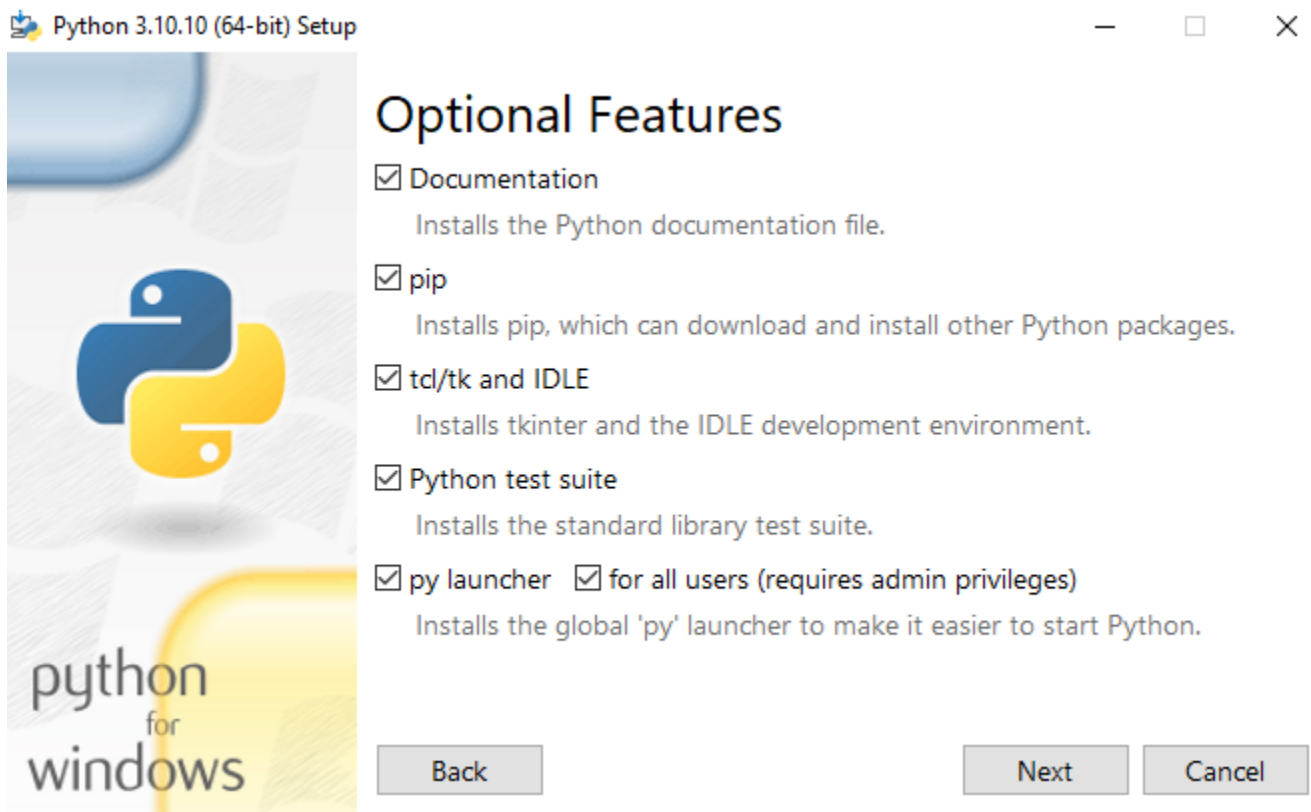 Python 3.10.10 (64-bit) Setup
Optional Features
Documentation
Installs the Python documentation file.
pip
Installs pip, which can download and install other Python packages.
tcl/tk and IDLE
Installs tkinter and the IDLE development environment.
Python test suite
Installs the standard library test suite.
py launcher for all users (requires admin privileges)
Installs the global 'py' launcher to make it easier to start Python.
python
for
windows
Back Next Cancel